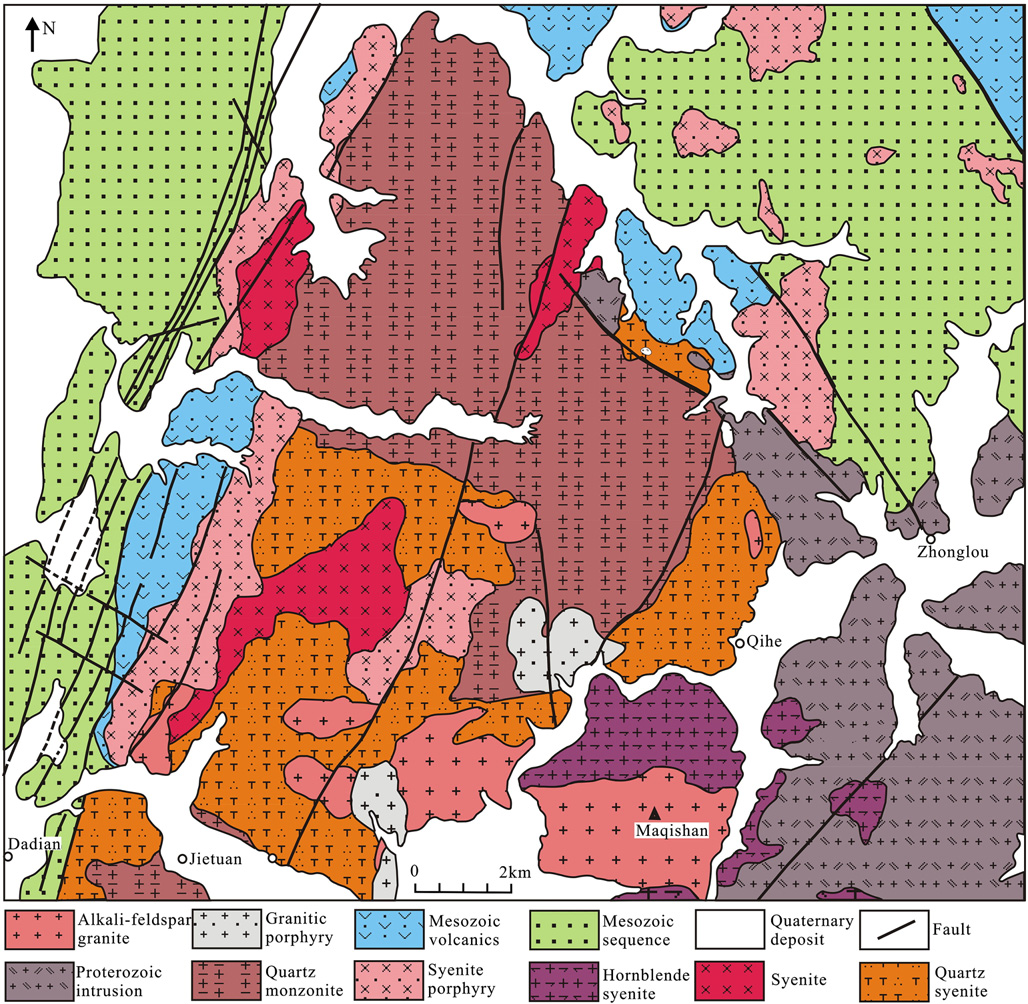 N
Zhonglou
Qihe
Maqishan
Dadian
Jietuan
0 2km
Alkali-feldspar granite
Granitic porphyry
Mesozoic volcanics
Mesozoic sequence
Quaternary deposit
Fault
Proterozoic intrusion
Quartz monzonite
Syenite porphyry
Hornblende syenite
Syenite
Quartz syenite